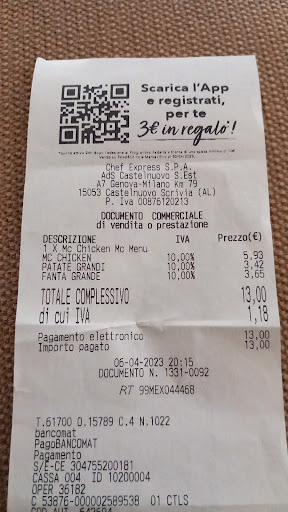 Scarica l'App
e registrati,
per te
3€ in regalo*!
Chef Express S.P.A.
AdS Castelnuovo S.Est
A7 Genova-Milano Km 79
15053 Castelnuovo Scrivia (AL)
P. Iva 00876120213
DOCUMENTO COMMERCIALE
di vendita o prestazione
DESCRIZIONE IVA Prezzo(€)
1 X Mc Chicken Mc Menu
MC CHICKEN 10,00% 5,93
PATATE GRANDI 10,00% 3,42
FANTA GRANDE 10,00% 3,65
TOTALE COMPLESSIVO 13,00
di cui IVA 1,18
Pagamento elettronico 13,00
Importo pagato 13,00
06-04-2023 20:15
DOCUMENTO N. 1331-0092
RT 99MEX044468
T.61700 O.15789 C.4 N.1022
bancomat
PagoBANCOMAT
Pagamento
S/E-CE 304755200181
CASSA 004 ID 10200004
OPER 36182
C 53876-000002589538 01 CTLS